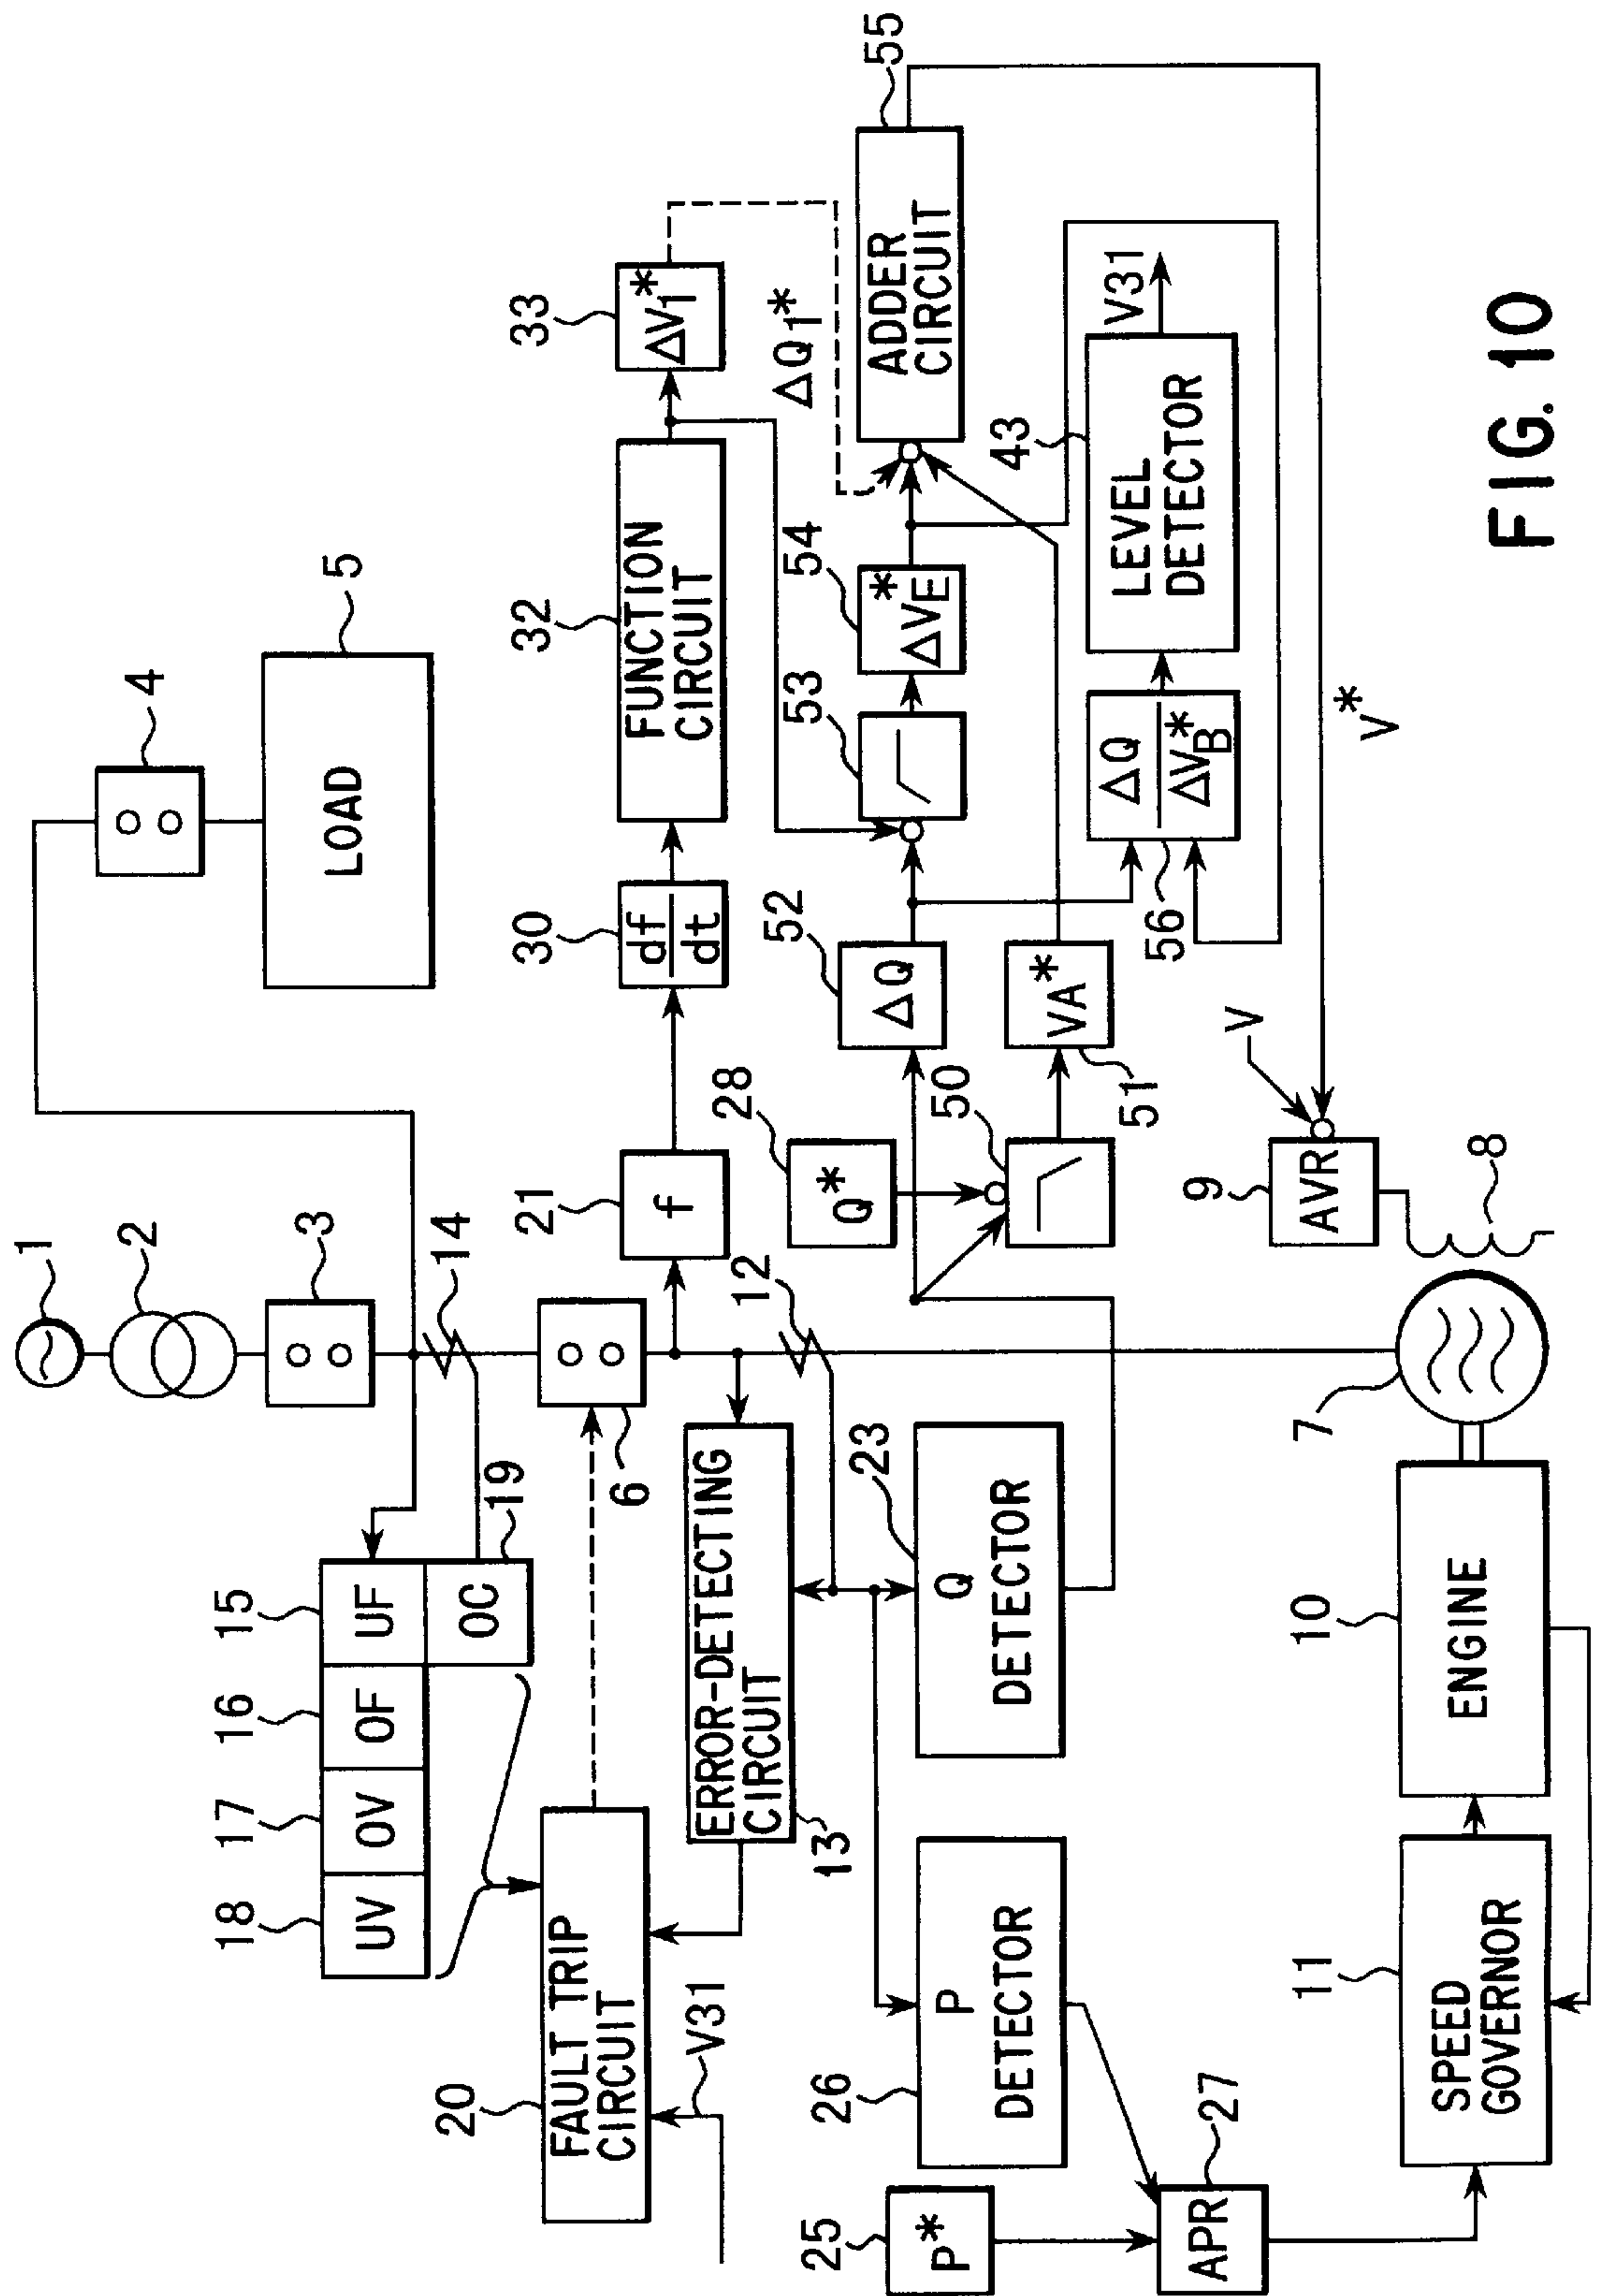 1
2
3
4
LOAD
5
14
UV
OV
OF
UF
OC
18
17
16
15
19
20
FAULT TRIP
CIRCUIT
V31
6
21
f
30
df
dt
32
FUNCTION
CIRCUIT
33
ΔV1*
ΔQ1*
ERROR-DETECTING
CIRCUIT
13
12
28
Q*
52
ΔQ
53
54
ΔVE*
ADDER
CIRCUIT
55
25
P*
26
P
DETECTOR
23
Q
DETECTOR
50
VA*
51
56
ΔQ
ΔVB*
43
LEVEL
DETECTOR
V31
27
APR
11
SPEED
GOVERNOR
10
ENGINE
7
8
9
AVR
V
V*
FIG. 10